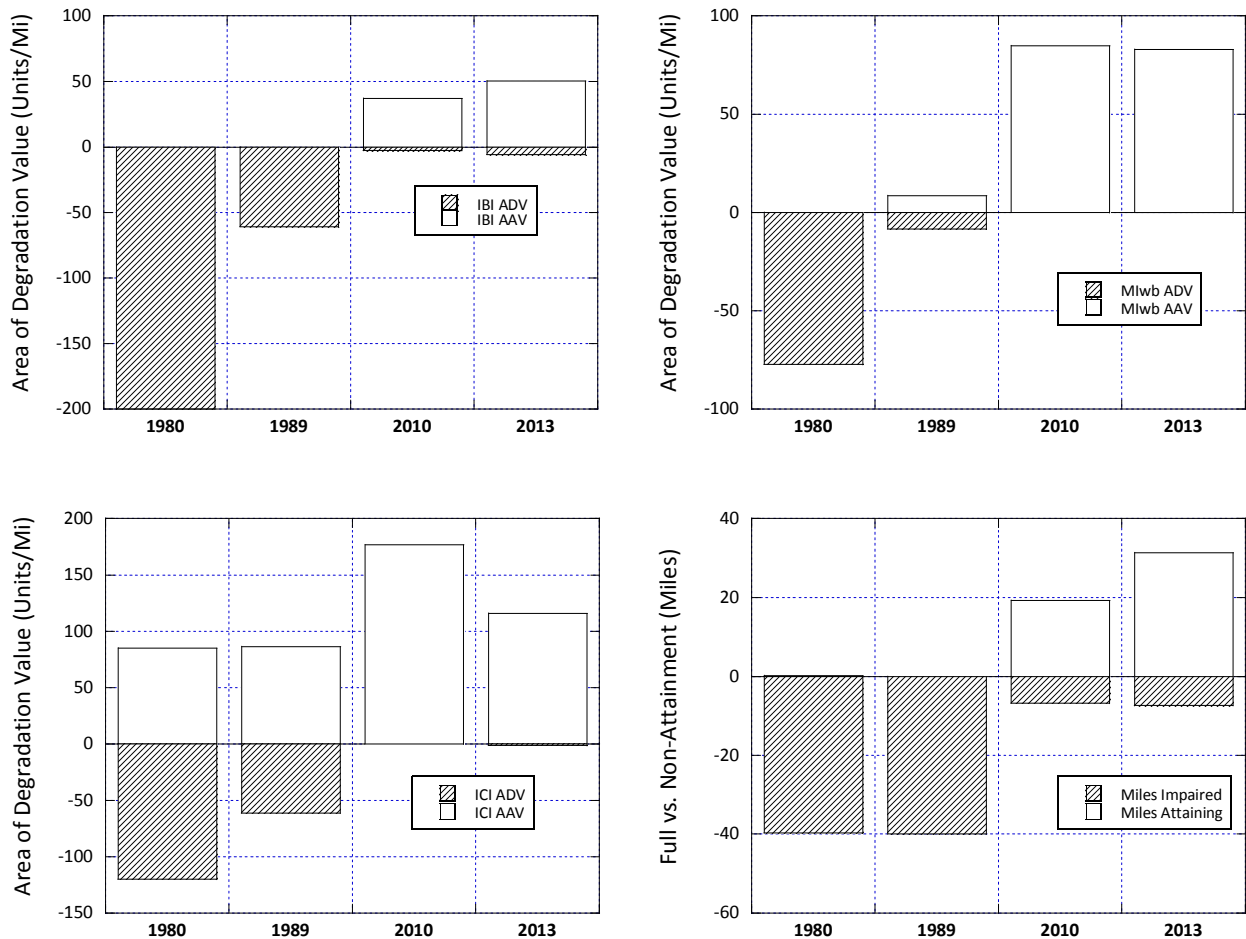 Area of Degradation Value (Units/Mi)
100
50
0
-50
-100
-150
-200
IBI ADV
IBI AAV
1980 1989 2010 2013
Area of Degradation Value (Units/Mi)
100
50
0
-50
-100
MIwb ADV
MIwb AAV
1980 1989 2010 2013
Area of Degradation Value (Units/Mi)
200
150
100
50
0
-50
-100
-150
ICI ADV
ICI AAV
1980 1989 2010 2013
Full vs. Non-Attainment (Miles)
40
20
0
-20
-40
-60
Miles Impaired
Miles Attaining
1980 1989 2010 2013